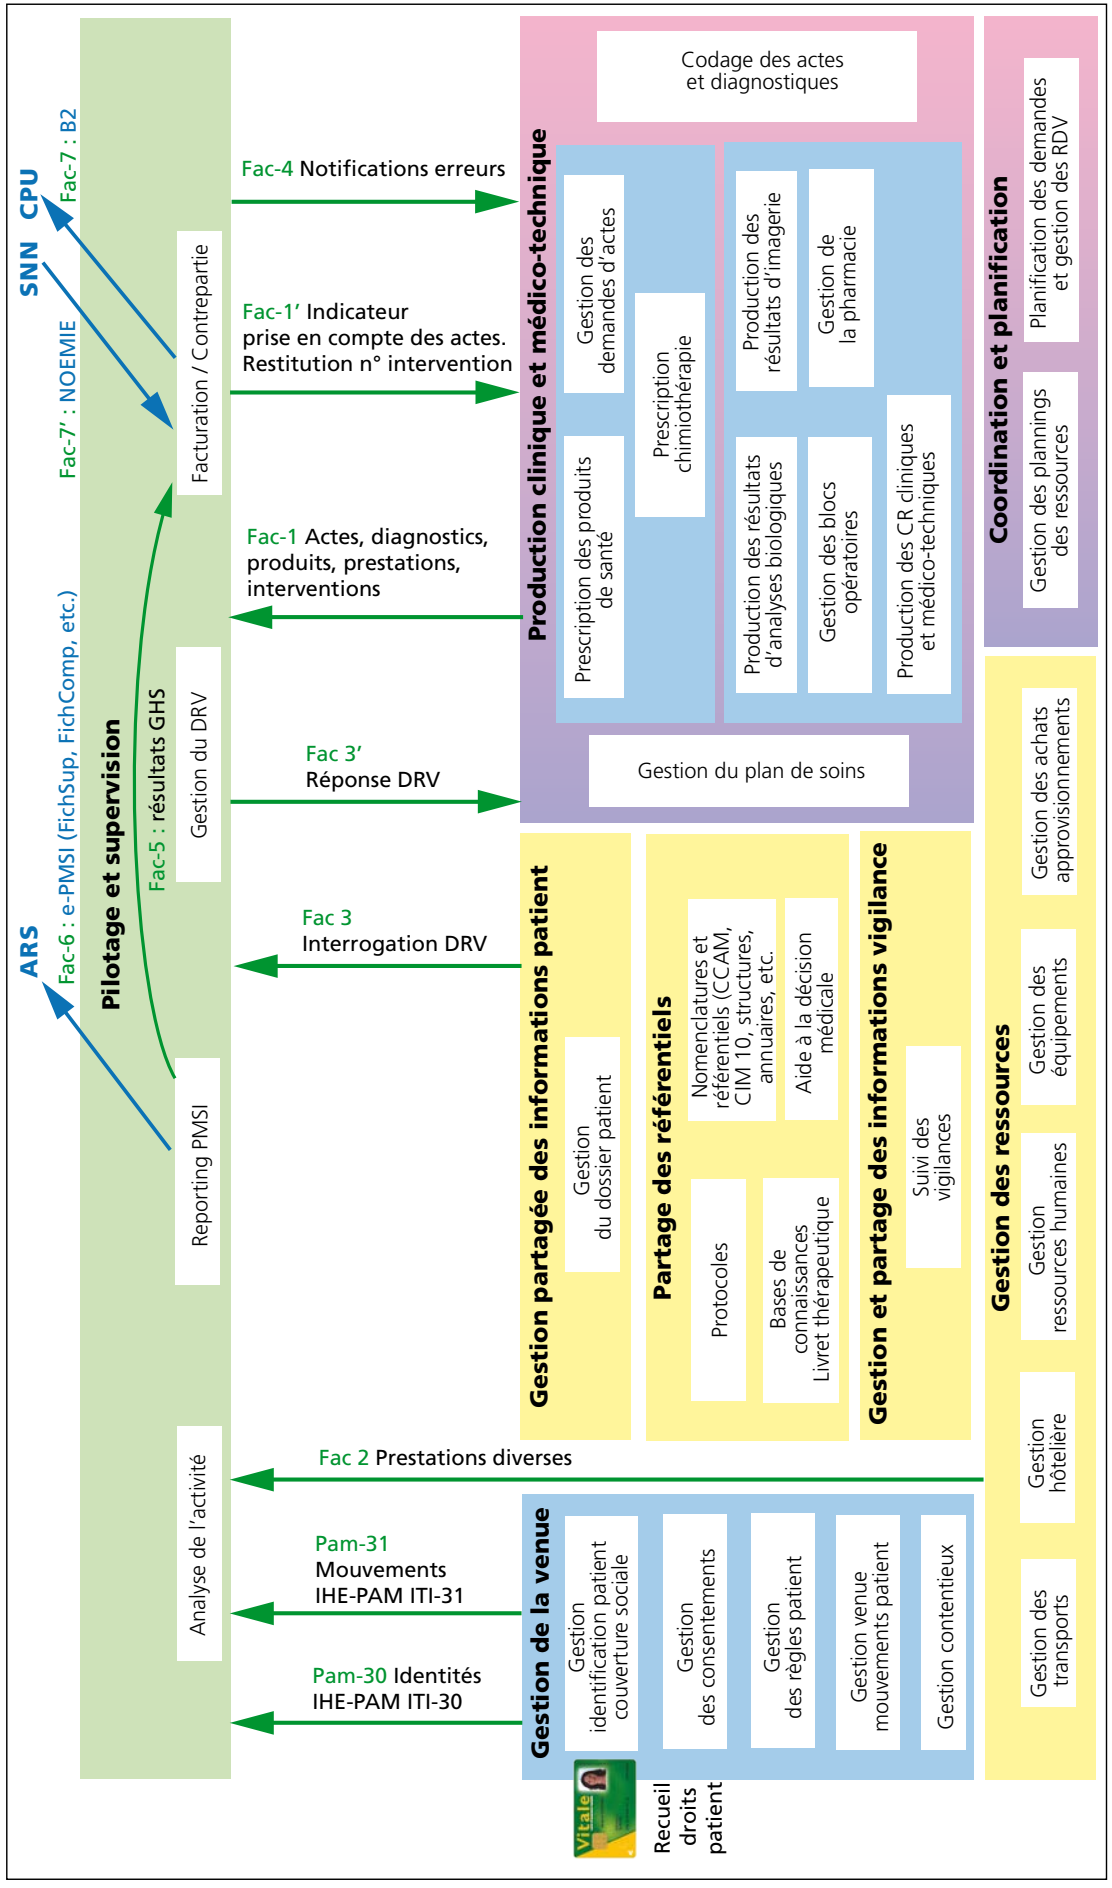 ARS
Fac-6 : e-PMSI (FichSup, FichComp, etc.)
SNN
CPU
Fac-7’ : NOEMIE
Fac-7 : B2
Pilotage et supervision
Fac-5 : résultats GHS
Analyse de l’activité
Reporting PMSI
Gestion du DRV
Facturation / Contrepartie
Pam-30 Identités
IHE-PAM ITI-30
Pam-31
Mouvements
IHE-PAM ITI-31
Fac 2 Prestations diverses
Fac 3
Interrogation DRV
Fac 3’
Réponse DRV
Fac-1 Actes, diagnostics,
produits, prestations,
interventions
Fac-1’ Indicateur
prise en compte des actes.
Restitution n° intervention
Fac-4 Notifications erreurs
Vitale
Recueil
droits
patient
Gestion de la venue
Gestion
identification patient
couverture sociale
Gestion
des consentements
Gestion
des règles patient
Gestion venue
mouvements patient
Gestion contentieux
Gestion partagée des informations patient
Gestion
du dossier patient
Partage des référentiels
Protocoles
Nomenclatures et
référentiels (CCAM,
CIM 10, structures,
annuaires, etc.
Bases de
connaissances
Livret thérapeutique
Aide à la décision
médicale
Gestion et partage des informations vigilance
Suivi des
vigilances
Production clinique et médico-technique
Gestion du plan de soins
Prescription des produits
de santé
Gestion des
demandes d’actes
Prescription
chimiothérapie
Production des résultats
d’analyses biologiques
Production des
résultats d’imagerie
Gestion des blocs
opératoires
Gestion de
la pharmacie
Production des CR cliniques
et médico-techniques
Codage des actes
et diagnostiques
Gestion des ressources
Gestion des
transports
Gestion
hôtelière
Gestion
ressources humaines
Gestion des
équipements
Gestion des achats
approvisionnements
Coordination et planification
Gestion des plannings
des ressources
Planification des demandes
et gestion des RDV